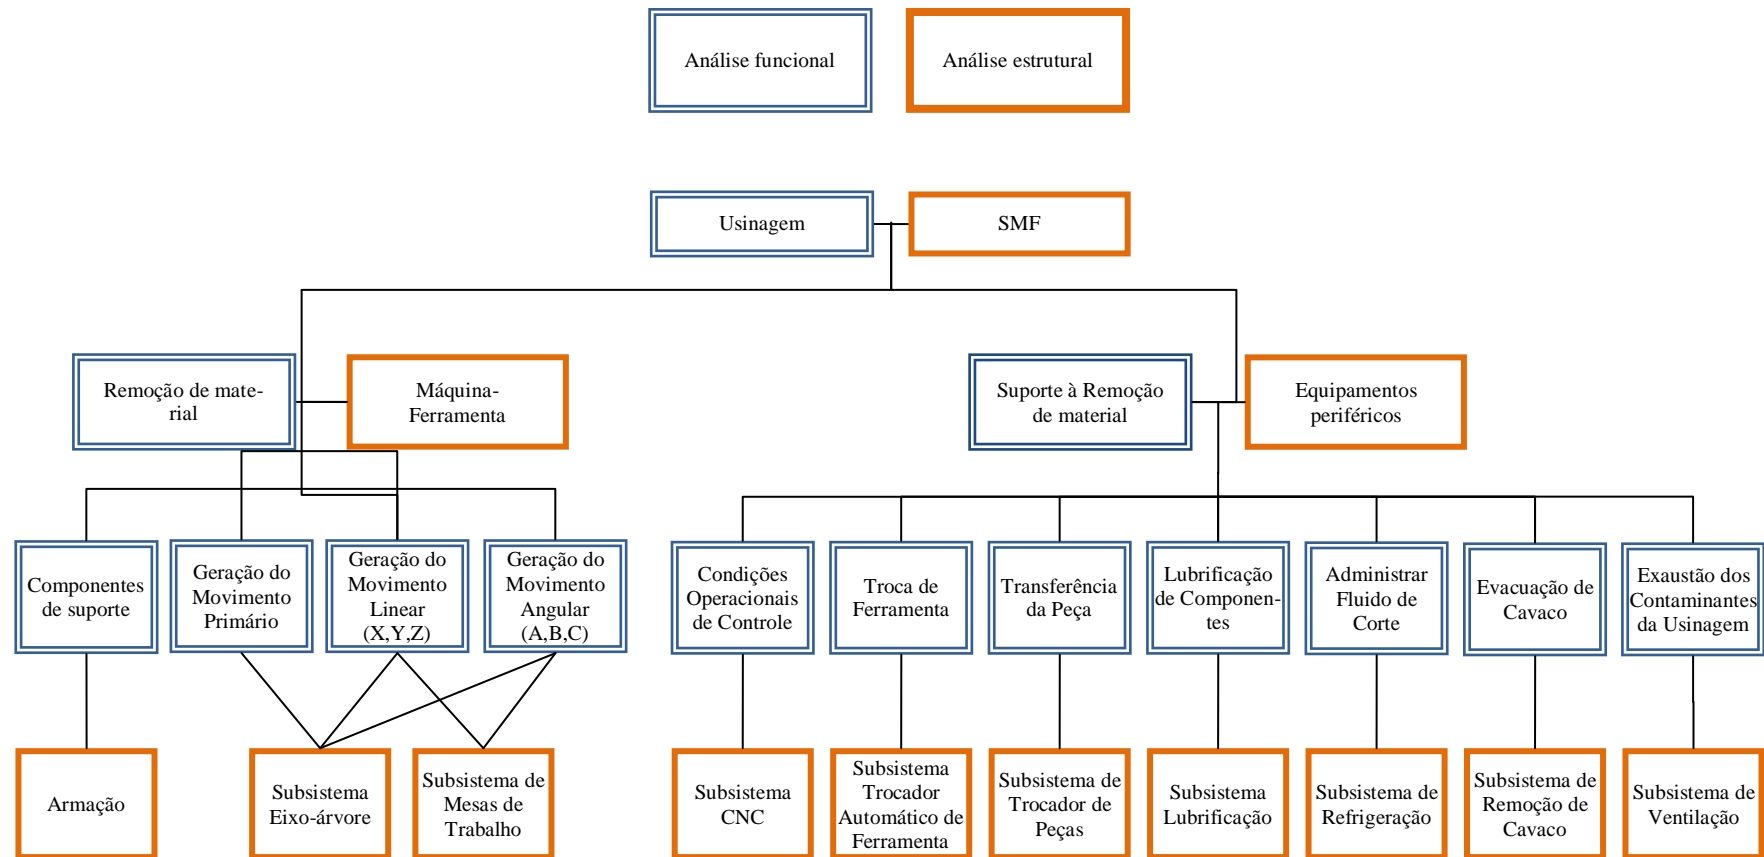 Análise funcional
Análise estrutural
Usinagem
SMF
Remoção de mate-
rial
Máquina-
Ferramenta
Suporte à Remoção
de material
Equipamentos
periféricos
Componentes
de suporte
Geração do
Movimento
Primário
Geração do
Movimento
Linear
(X,Y,Z)
Geração do
Movimento
Angular
(A,B,C)
Condições
Operacionais
de Controle
Troca de
Ferramenta
Transferência
da Peça
Lubrificação
de Componen-
tes
Administrar
Fluido de
Corte
Evacuação de
Cavaco
Exaustão dos
Contaminantes
da Usinagem
Armação
Subsistema
Eixo-árvore
Subsistema de
Mesas de
Trabalho
Subsistema
CNC
Subsistema
Trocador
Automático de
Ferramenta
Subsistema de
Trocador de
Peças
Subsistema
Lubrificação
Subsistema de
Refrigeração
Subsistema de
Remoção de
Cavaco
Subsistema de
Ventilação